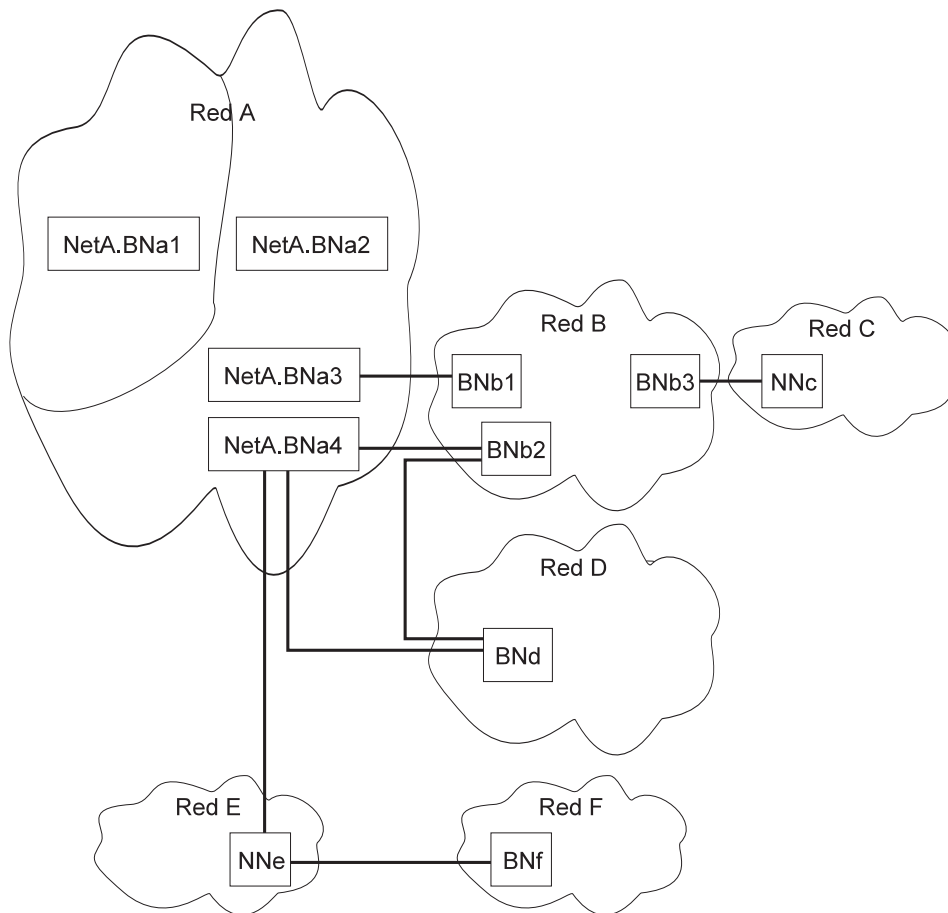 Red A
NetA.BNa1
NetA.BNa2
Red B
Red C
NetA.BNa3
BNb1
BNb3
NNc
NetA.BNa4
BNb2
Red D
BNd
Red E
Red F
NNe
BNf